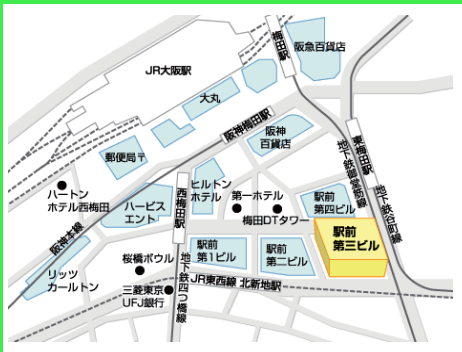 梅田駅
阪急百貨店
JR大阪駅
大丸
阪神梅田駅
阪神
百貨店
東梅田駅
郵便局〒
地下鉄御堂筋線
地下鉄谷町線
ハートン
ホテル西梅田
ハービス
エント
西梅田駅
ヒルトン
ホテル
第一ホテル
梅田DTタワー
駅前
第四ビル
阪神本線
駅前
第三ビル
リッツ
カールトン
桜橋ボウル
駅前
第1ビル
駅前
第二ビル
地下鉄四つ橋線
JR東西線 北新地駅
三菱東京
UFJ銀行